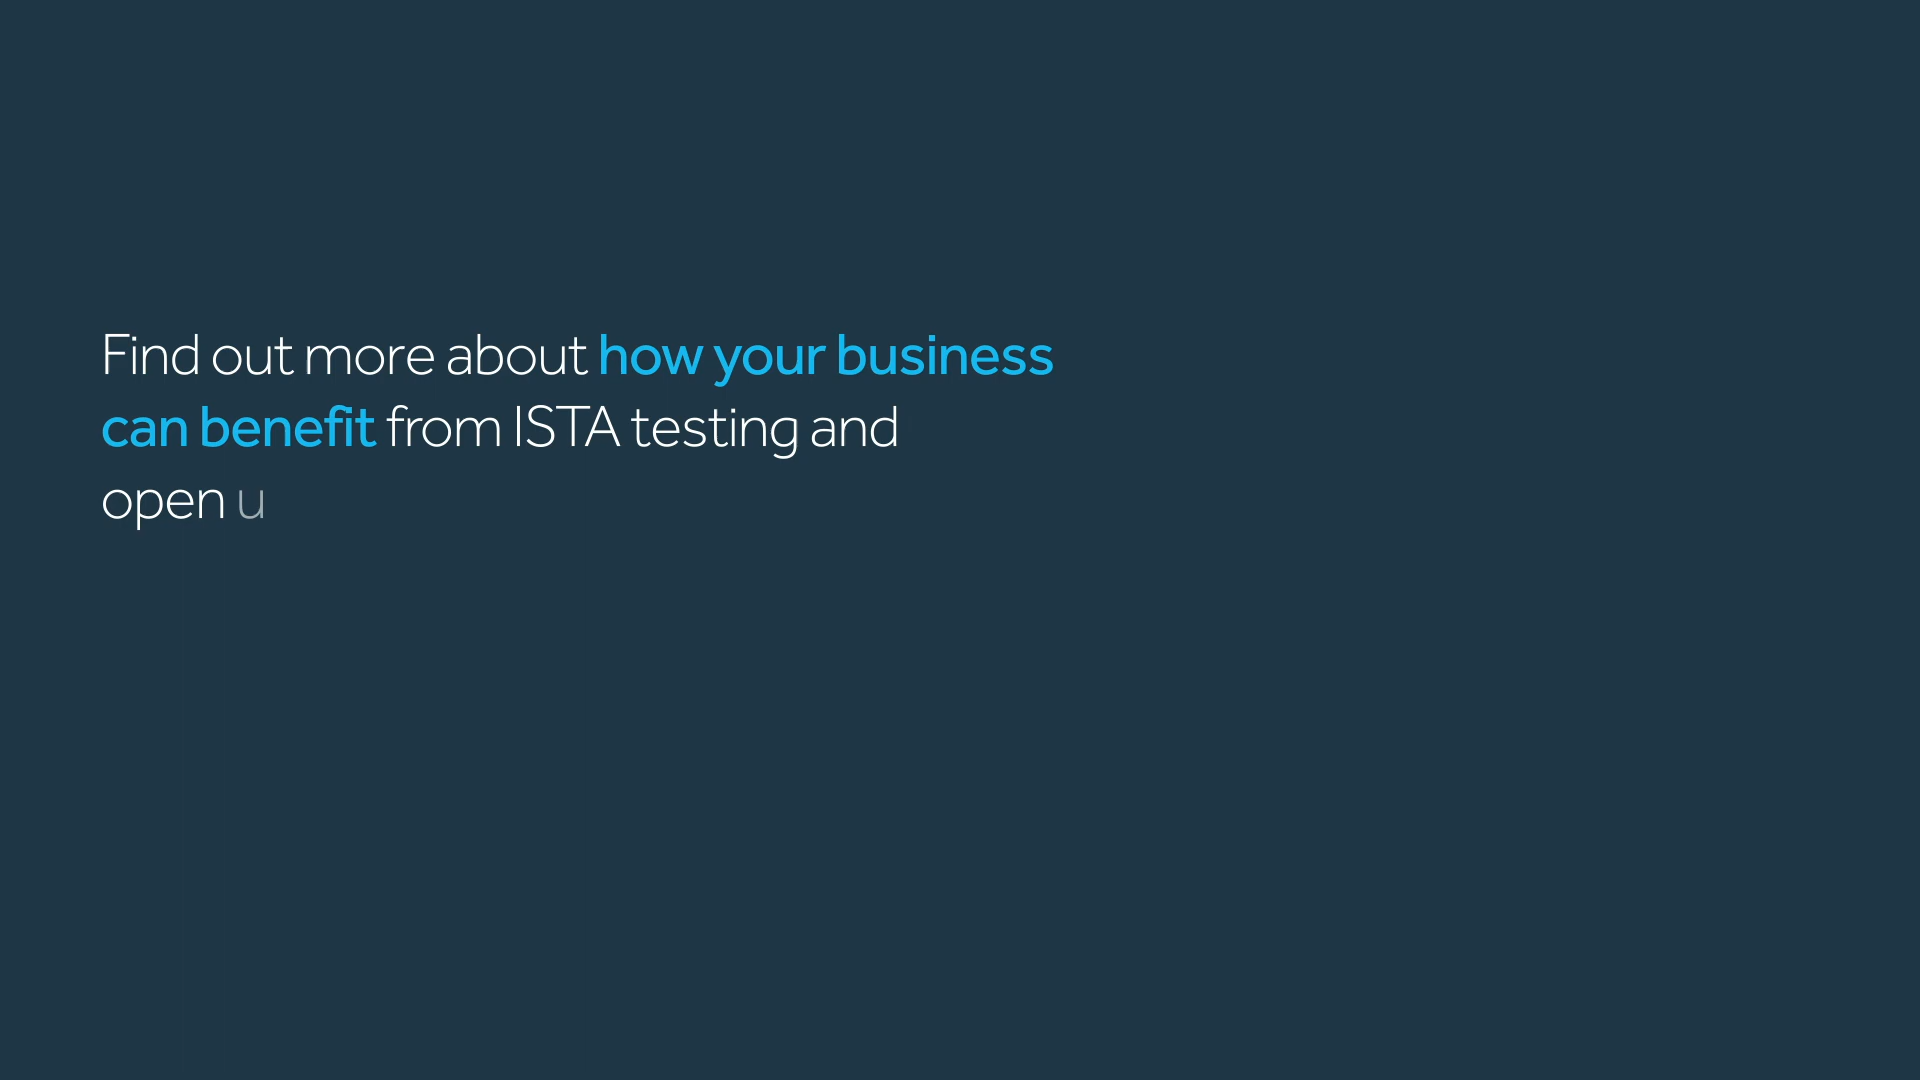 Find out more about how your business
can benefit from ISTA testing and
open u